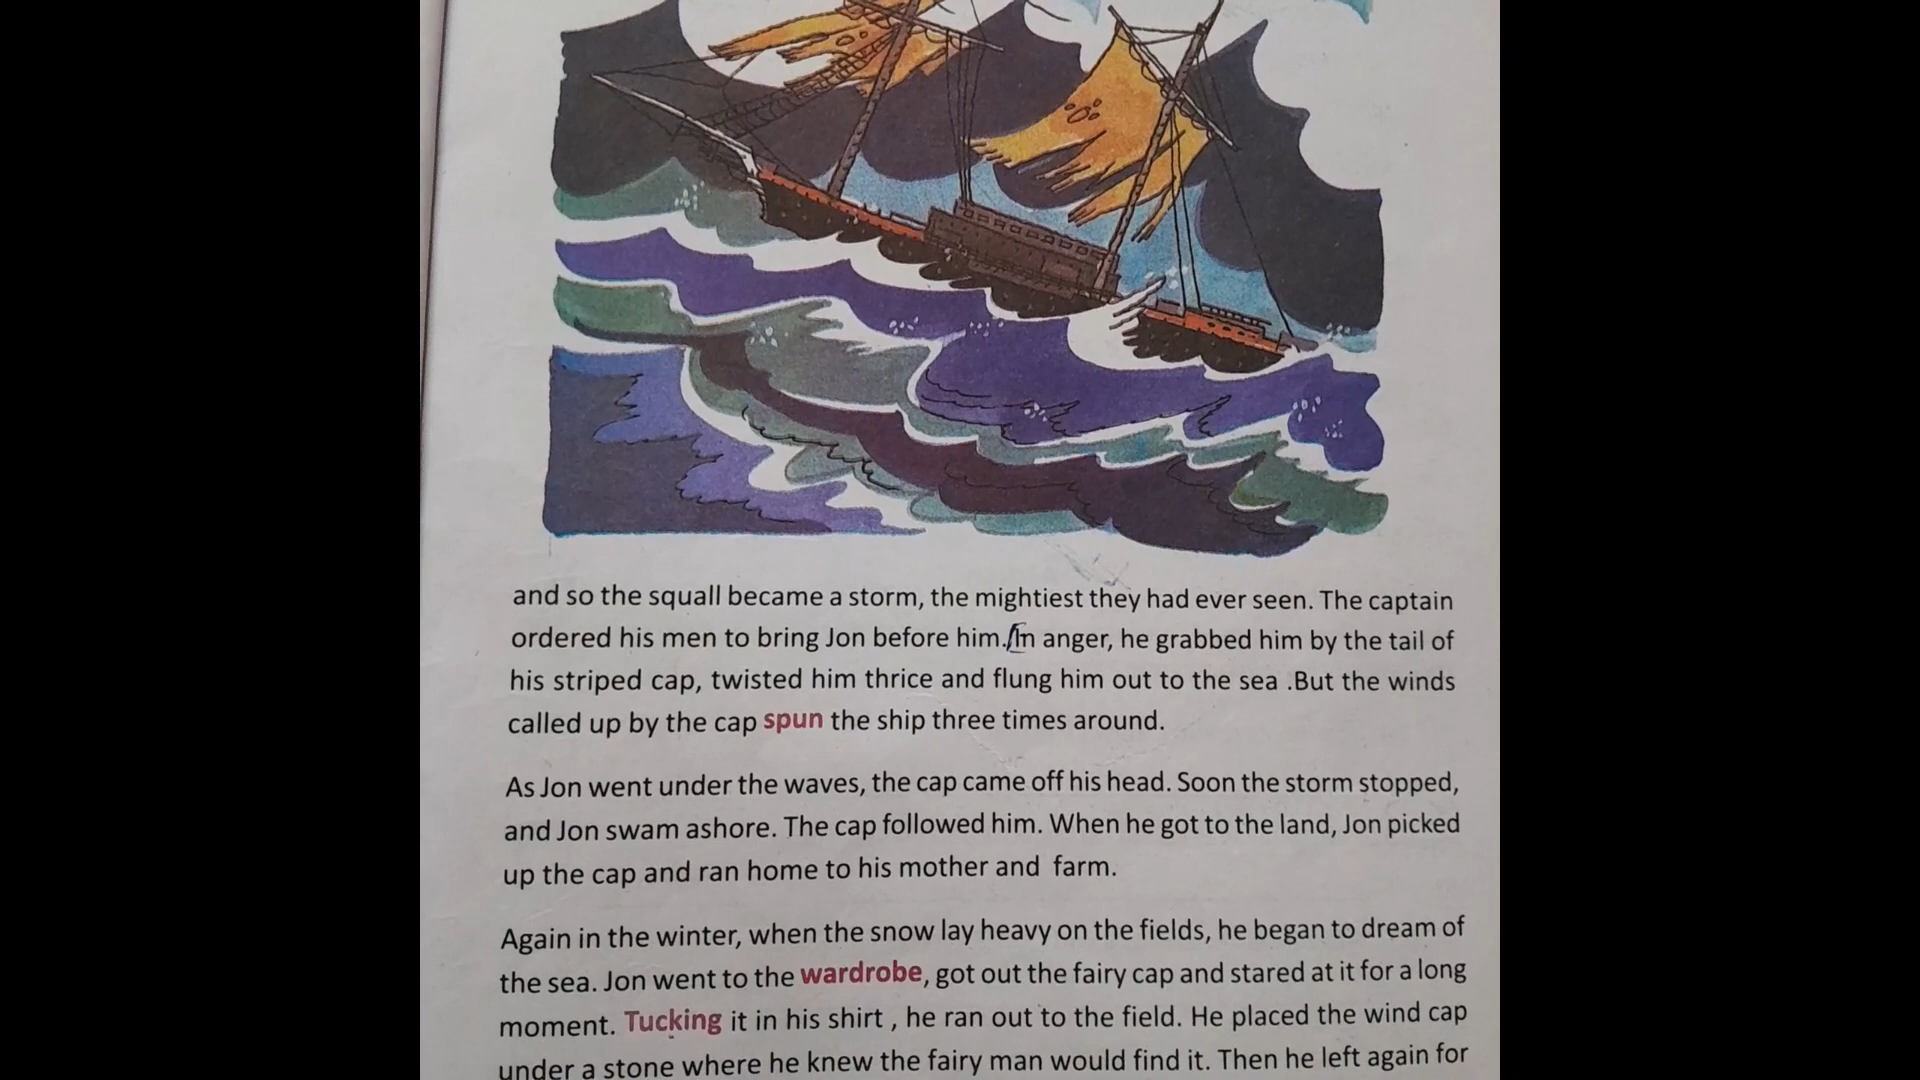 and so the squall became a storm, the mightiest they had ever seen. The captain
ordered his men to bring Jon before him. In anger, he grabbed him by the tail of
his striped cap, twisted him thrice and flung him out to the sea .But the winds
called up by the cap spun the ship three times around.
As Jon went under the waves, the cap came off his head. Soon the storm stopped,
and Jon swam ashore. The cap followed him. When he got to the land, Jon picked
up the cap and ran home to his mother and farm.
Again in the winter, when the snow lay heavy on the fields, he began to dream of
the sea. Jon went to the wardrobe, got out the fairy cap and stared at it for a long
moment. Tucking it in his shirt , he ran out to the field. He placed the wind cap
under a stone where he knew the fairy man would find it. Then he left again for